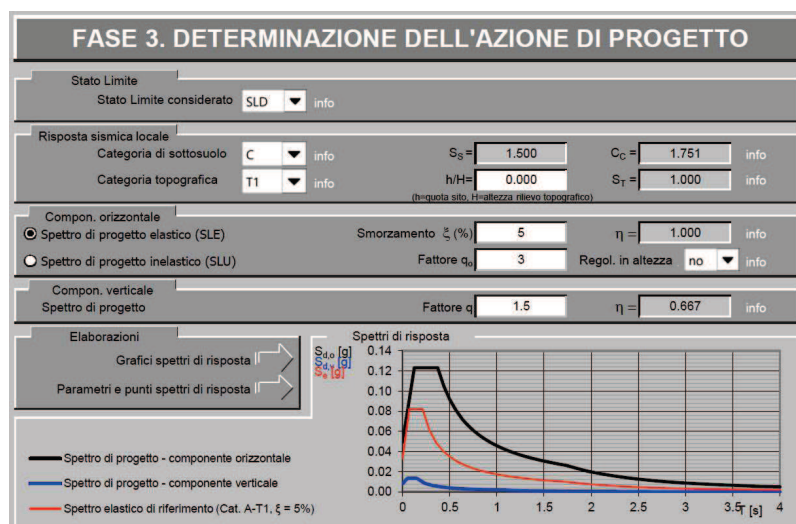 FASE 3. DETERMINAZIONE DELL'AZIONE DI PROGETTO
Stato Limite
Stato Limite considerato SLD info
Risposta sismica locale
Categoria di sottosuolo C info S_S = 1.500 C_C = 1.751 info
Categoria topografica T1 info h/H= 0.000 S_T = 1.000 info
(h=quota sito, H=altezza rilievo topografico)
Compon. orizzontale
Spettro di progetto elastico (SLE) Smorzamento ξ (%) 5 η = 1.000 info
Spettro di progetto inelastico (SLU) Fattore q_o 3 Regol. in altezza no info
Compon. verticale
Spettro di progetto Fattore q 1.5 η = 0.667 info
Elaborazioni
Grafici spettri di risposta
Parametri e punti spettri di risposta
Spettri di risposta
S_d,o [g]
S_d,v [g]
S_e [g]
0.14
0.12
0.10
0.08
0.06
0.04
0.02
0.00
0 0.5 1 1.5 2 2.5 3 3.5 T [s] 4
Spettro di progetto - componente orizzontale
Spettro di progetto - componente verticale
Spettro elastico di riferimento (Cat. A-T1, ξ = 5%)